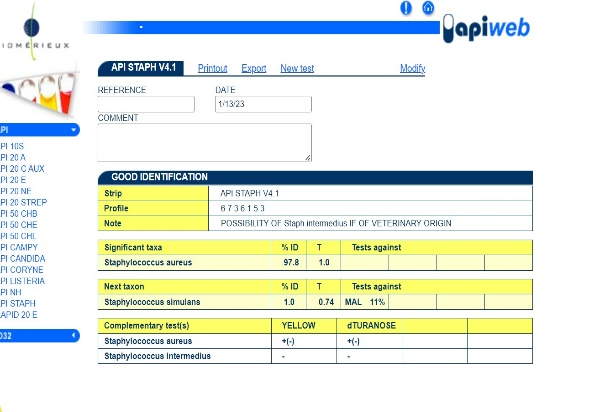 IOMÉRIEUX
apiweb
API STAPH V4.1 Printout Export New test Modify
REFERENCE DATE
1/13/23
COMMENT
PI
PI 10S
PI 20 A
PI 20 C AUX
PI 20 E
PI 20 NE
PI 20 STREP
PI 50 CHB
PI 50 CHE
PI 50 CHL
PI CAMPY
PI CANDIDA
PI CORYNE
PI LISTERIA
PI NH
PI STAPH
RAPID 20 E
032
GOOD IDENTIFICATION
Strip API STAPH V4.1
Profile 6 7 3 6 1 5 3
Note POSSIBILITY OF Staph intermedius IF OF VETERINARY ORIGIN
Significant taxa % ID T Tests against
Staphylococcus aureus 97.8 1.0
Next taxon % ID T Tests against
Staphylococcus simulans 1.0 0.74 MAL 11%
Complementary test(s) YELLOW dTURANOSE
Staphylococcus aureus +(-) +(-)
Staphylococcus intermedius - -